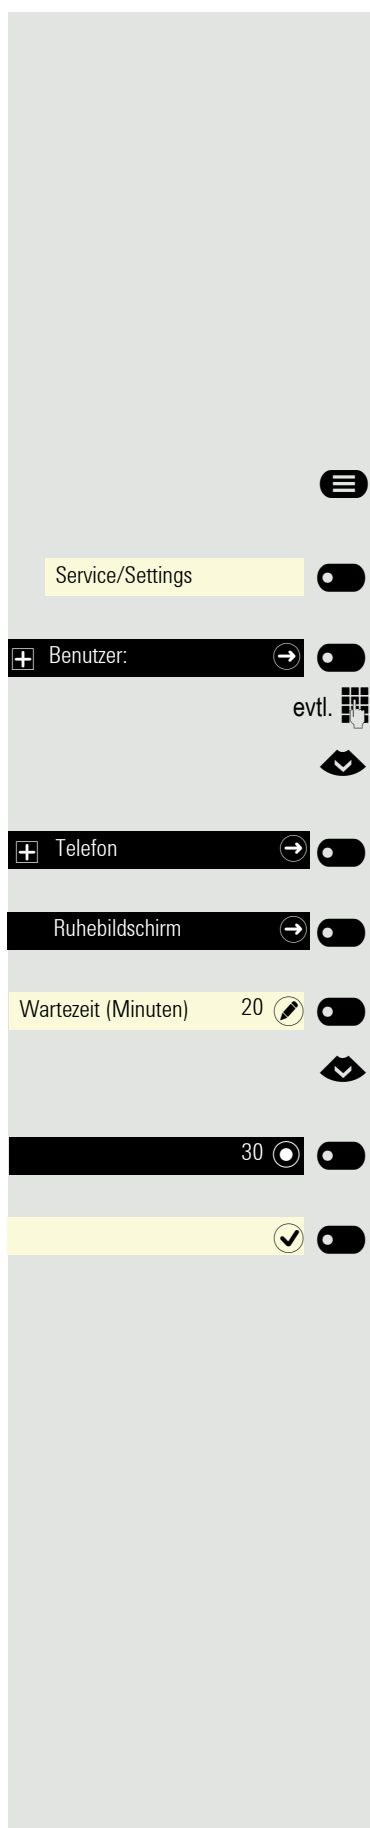 Service/Settings
Benutzer:
evtl.
Telefon
Ruhebildschirm
Wartezeit (Minuten) 20
30